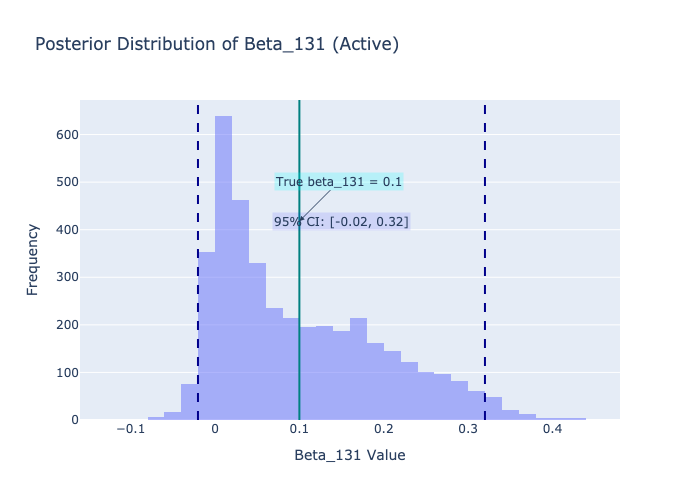 Posterior Distribution of Beta_131 (Active)
600
500
400
300
200
100
0
Frequency
True beta_131 = 0.1
95% CI: [-0.02, 0.32]
−0.1
0
0.1
0.2
0.3
0.4
Beta_131 Value